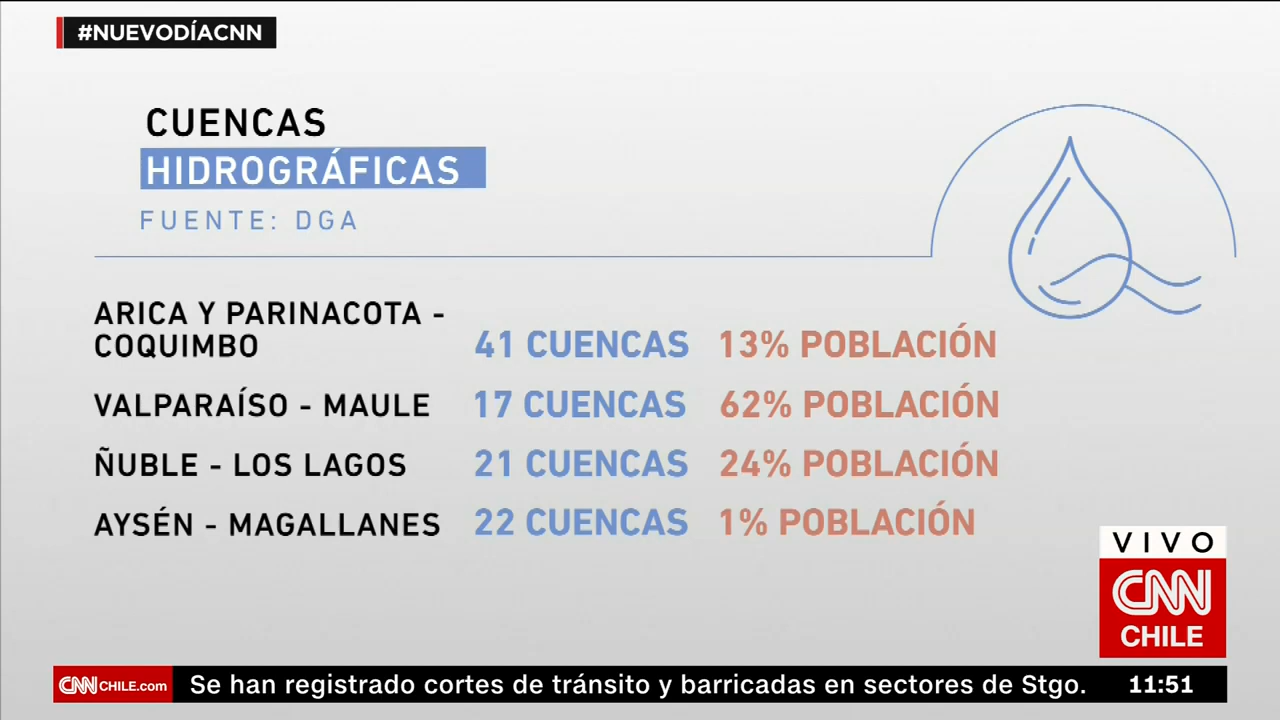 #NUEVODÍACNN
CUENCAS
HIDROGRÁFICAS
FUENTE: DGA
ARICA Y PARINACOTA -
COQUIMBO 41 CUENCAS 13% POBLACIÓN
VALPARAÍSO - MAULE 17 CUENCAS 62% POBLACIÓN
ÑUBLE - LOS LAGOS 21 CUENCAS 24% POBLACIÓN
AYSÉN - MAGALLANES 22 CUENCAS 1% POBLACIÓN
VIVO
CNN
CHILE
CNNCHILE.com Se han registrado cortes de tránsito y barricadas en sectores de Stgo. 11:51